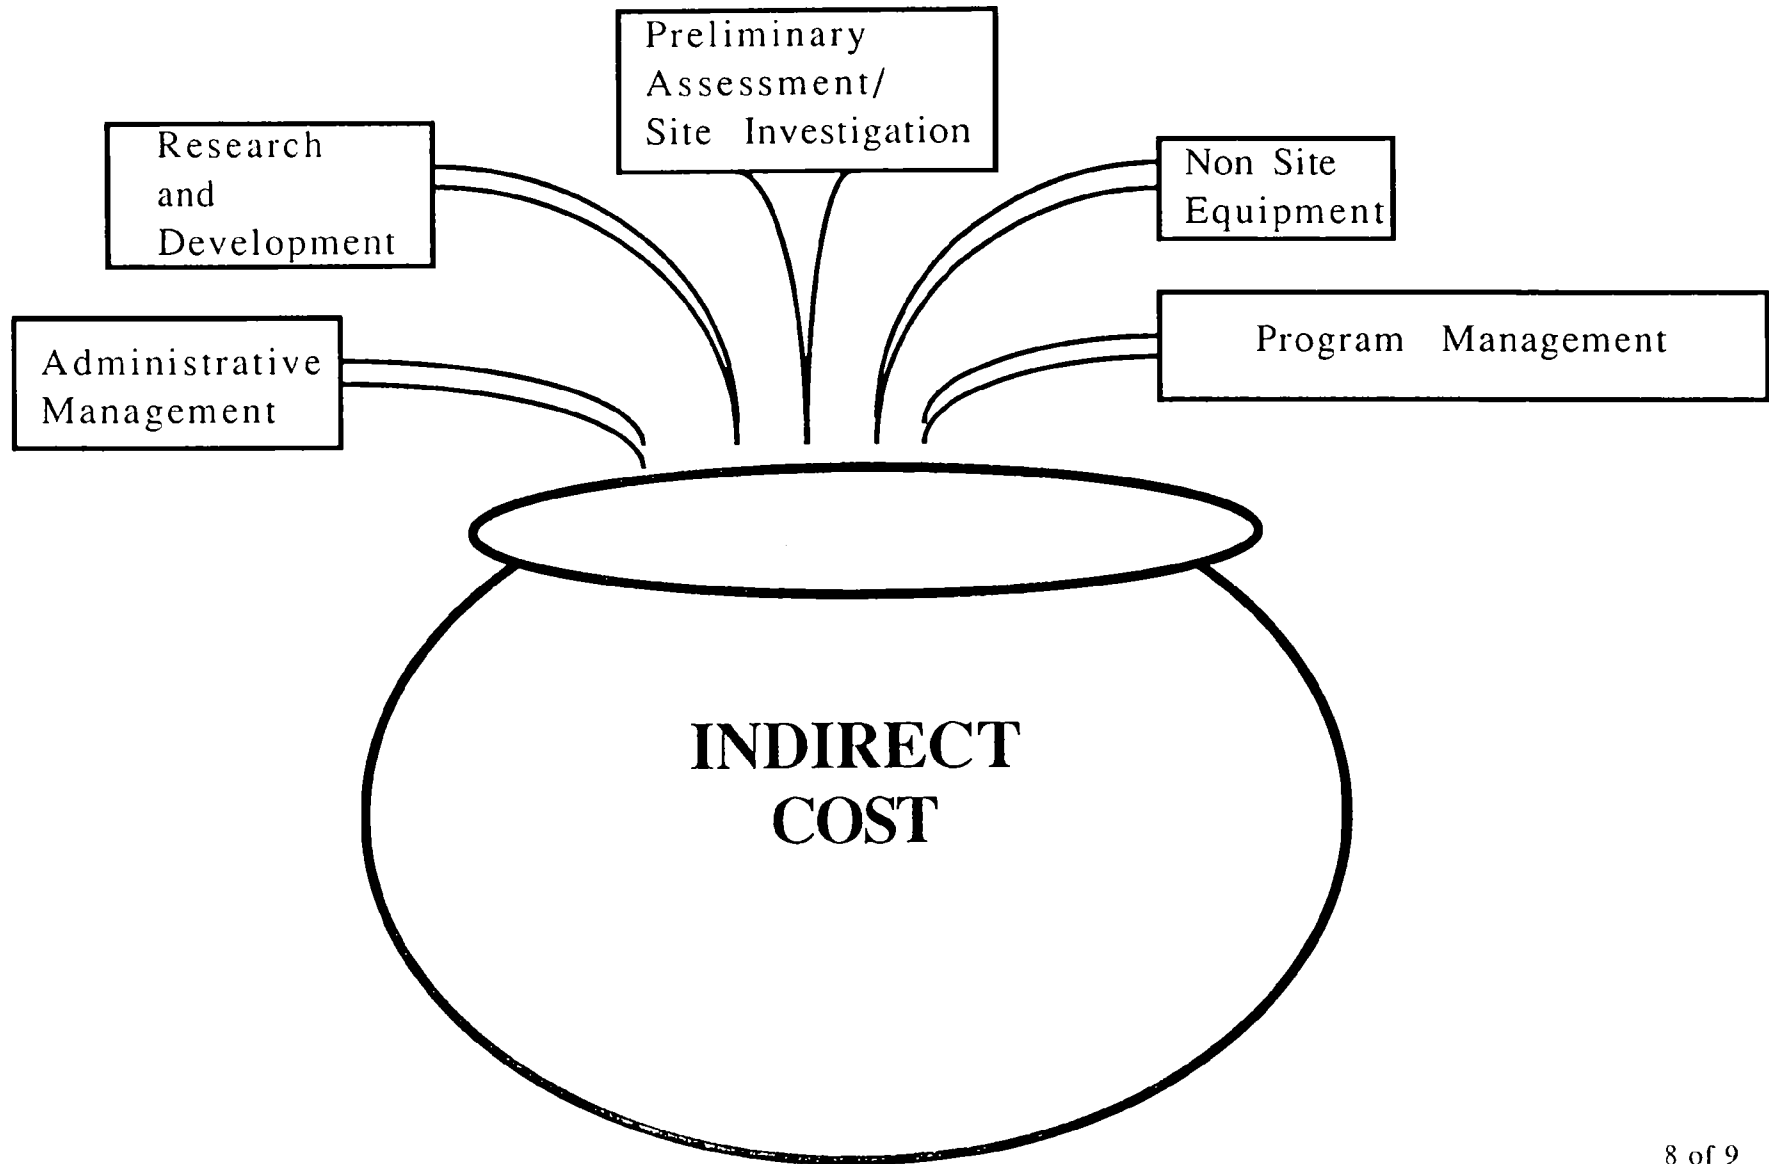 Preliminary
Assessment/
Site Investigation
Research
and
Development
Non Site
Equipment
Administrative
Management
Program Management
INDIRECT
COST
8 of 9